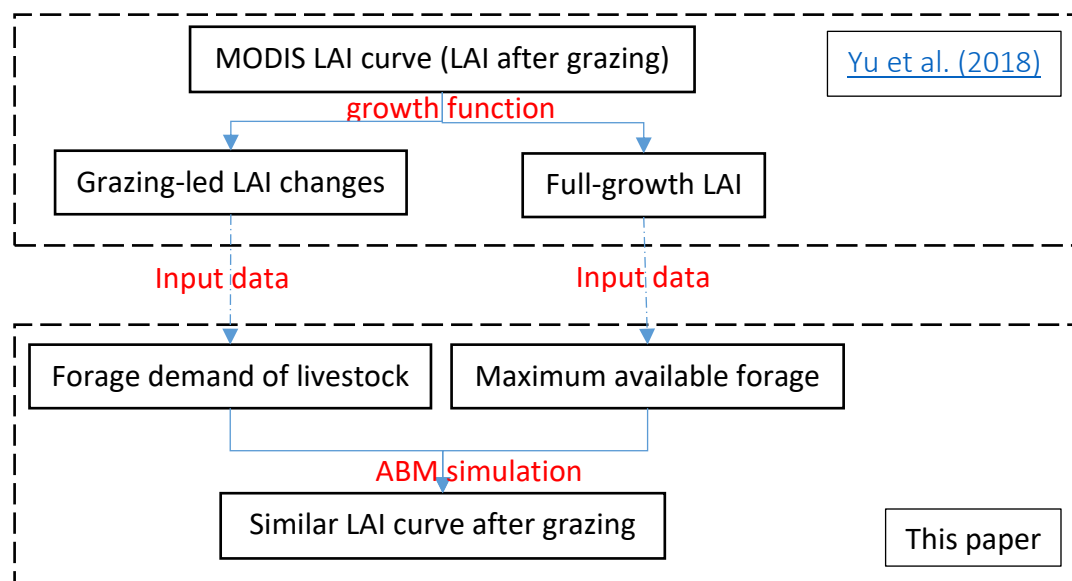 MODIS LAI curve (LAI after grazing)
Yu et al. (2018)
growth function
Grazing-led LAI changes
Full-growth LAI
Input data
Input data
Forage demand of livestock
Maximum available forage
ABM simulation
Similar LAI curve after grazing
This paper